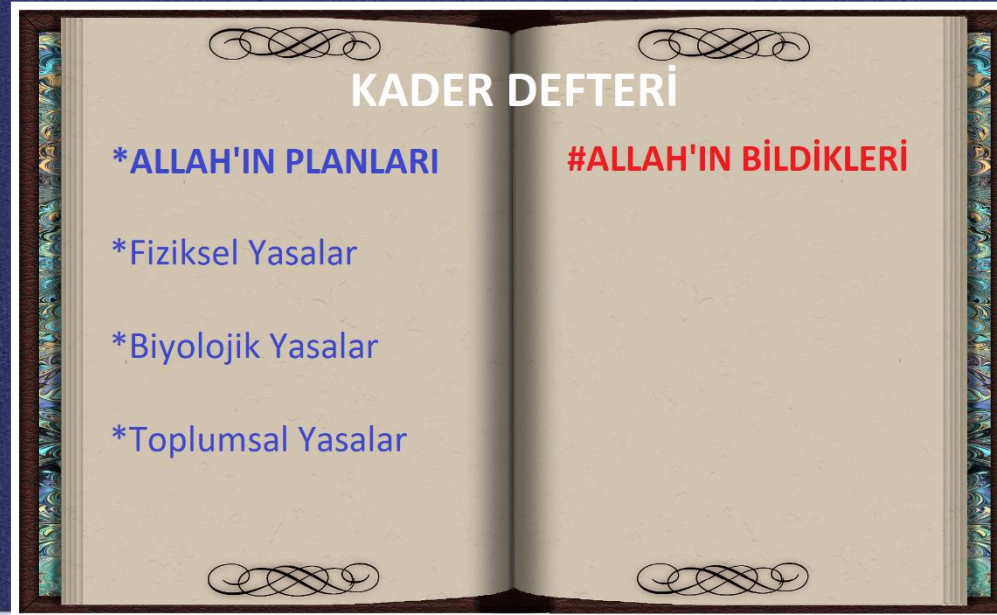 KADER DEFTERİ
*ALLAH'IN PLANLARI
*Fiziksel Yasalar
*Biyolojik Yasalar
*Toplumsal Yasalar
#ALLAH'IN BİLDİKLERİ